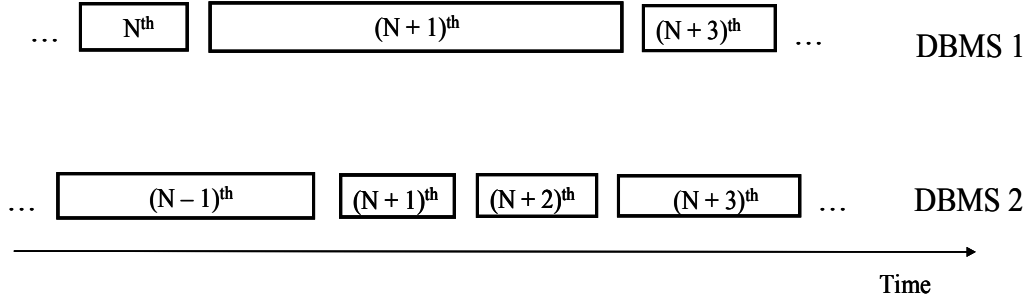 … Nth (N + 1)th (N + 3)th … DBMS 1
… (N – 1)th (N + 1)th (N + 2)th (N + 3)th … DBMS 2
Time